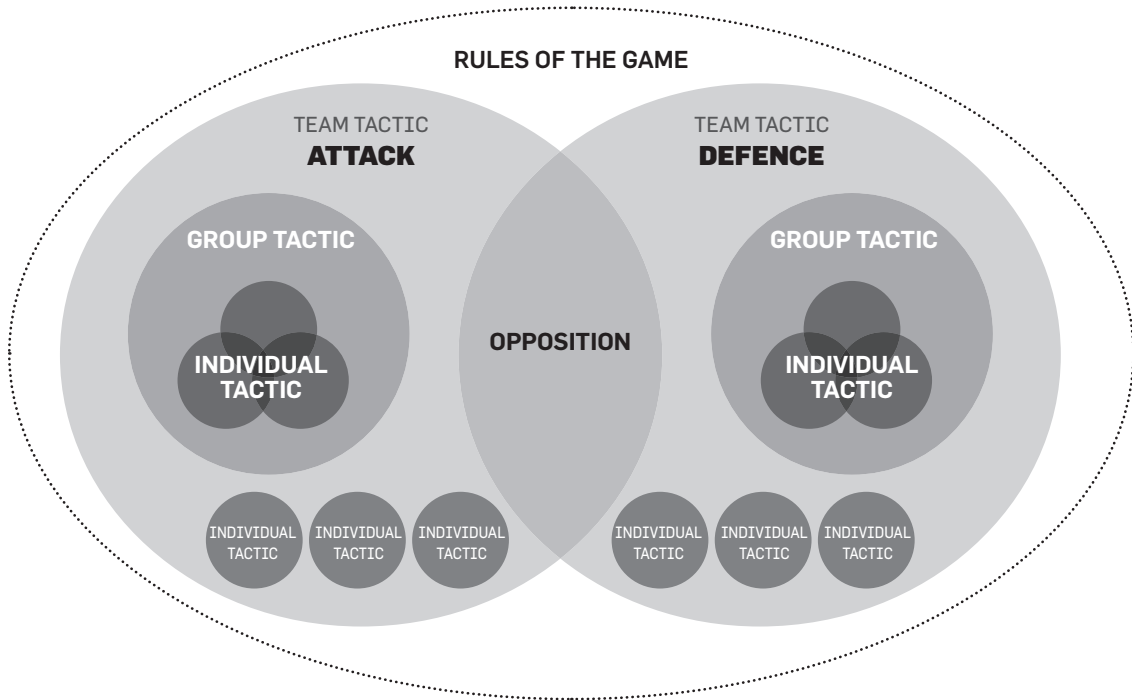 RULES OF THE GAME
TEAM TACTIC
ATTACK
TEAM TACTIC
DEFENCE
GROUP TACTIC
GROUP TACTIC
OPPOSITION
INDIVIDUAL
TACTIC
INDIVIDUAL
TACTIC
INDIVIDUAL
TACTIC
INDIVIDUAL
TACTIC
INDIVIDUAL
TACTIC
INDIVIDUAL
TACTIC
INDIVIDUAL
TACTIC
INDIVIDUAL
TACTIC